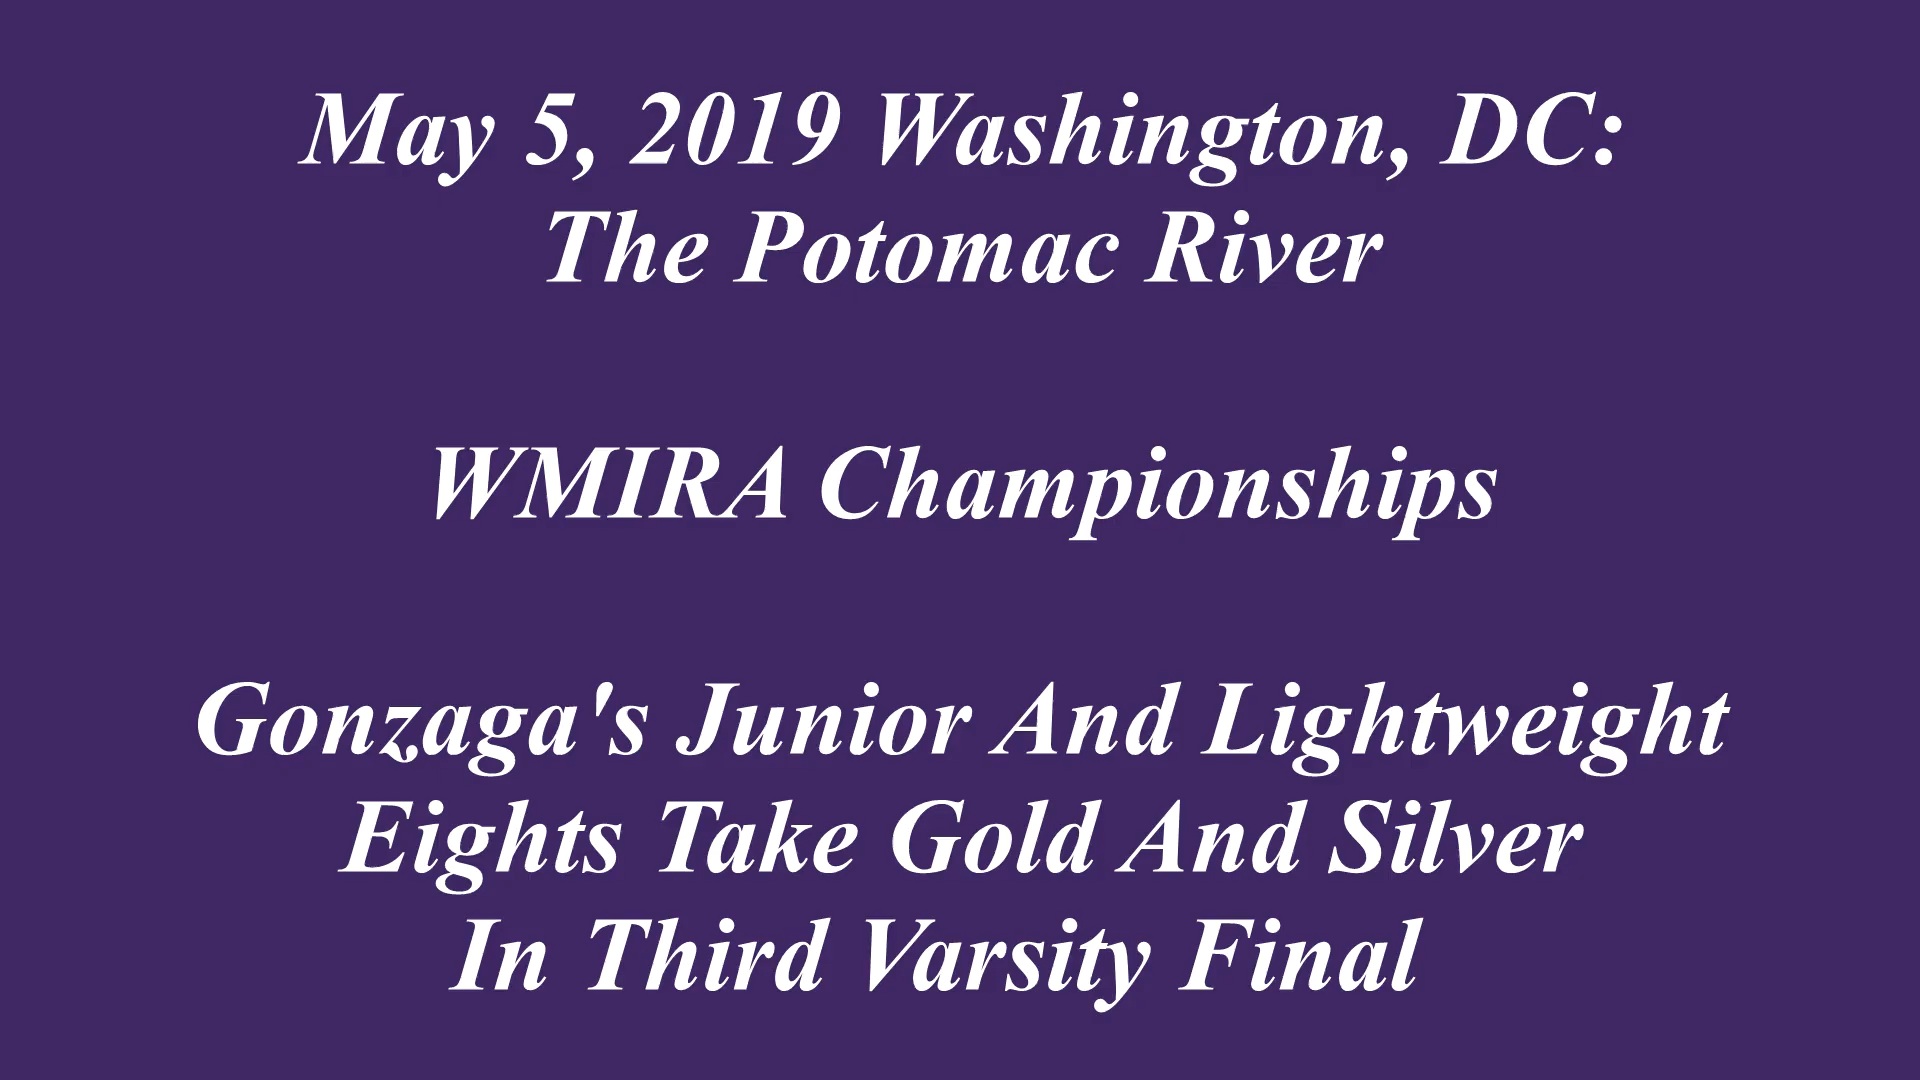 May 5, 2019 Washington, DC:
The Potomac River
WMIRA Championships
Gonzaga's Junior And Lightweight
Eights Take Gold And Silver
In Third Varsity Final